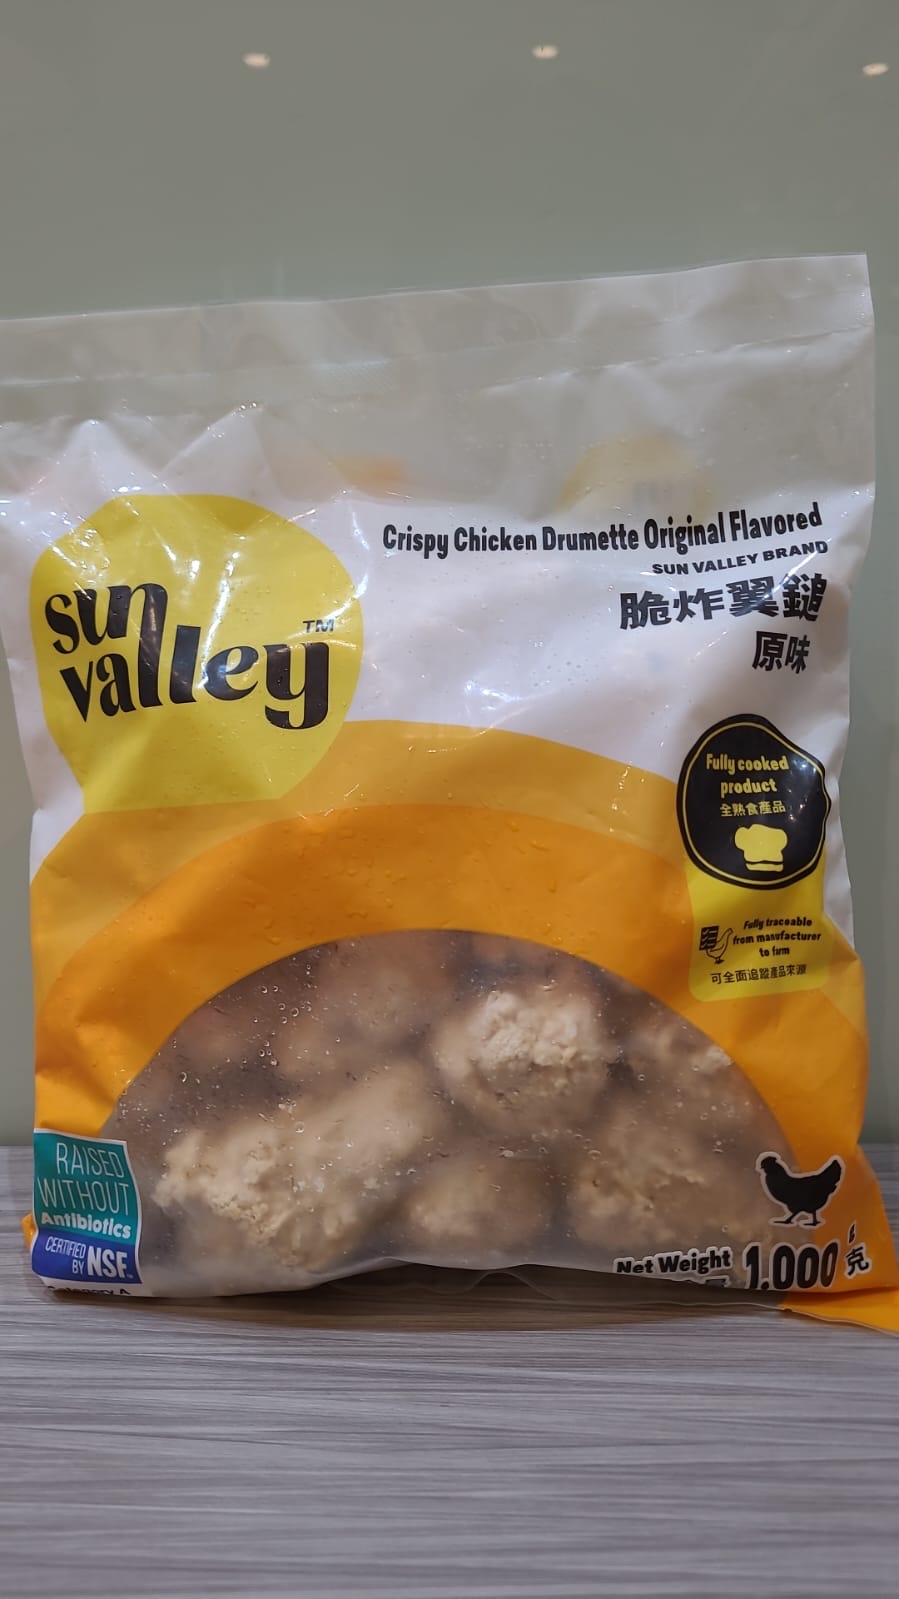 Crispy Chicken Drumette Original Flavored
SUN VALLEY BRAND
脆炸翼鎚
原味
sun
valley™
Fully cooked
product
全熟食產品
Fully traceable
from manufacturer
to farm
可全面追蹤產品來源
RAISED
WITHOUT
Antibiotics
CERTIFIED
BY NSF
Net Weight 1,000 g 克